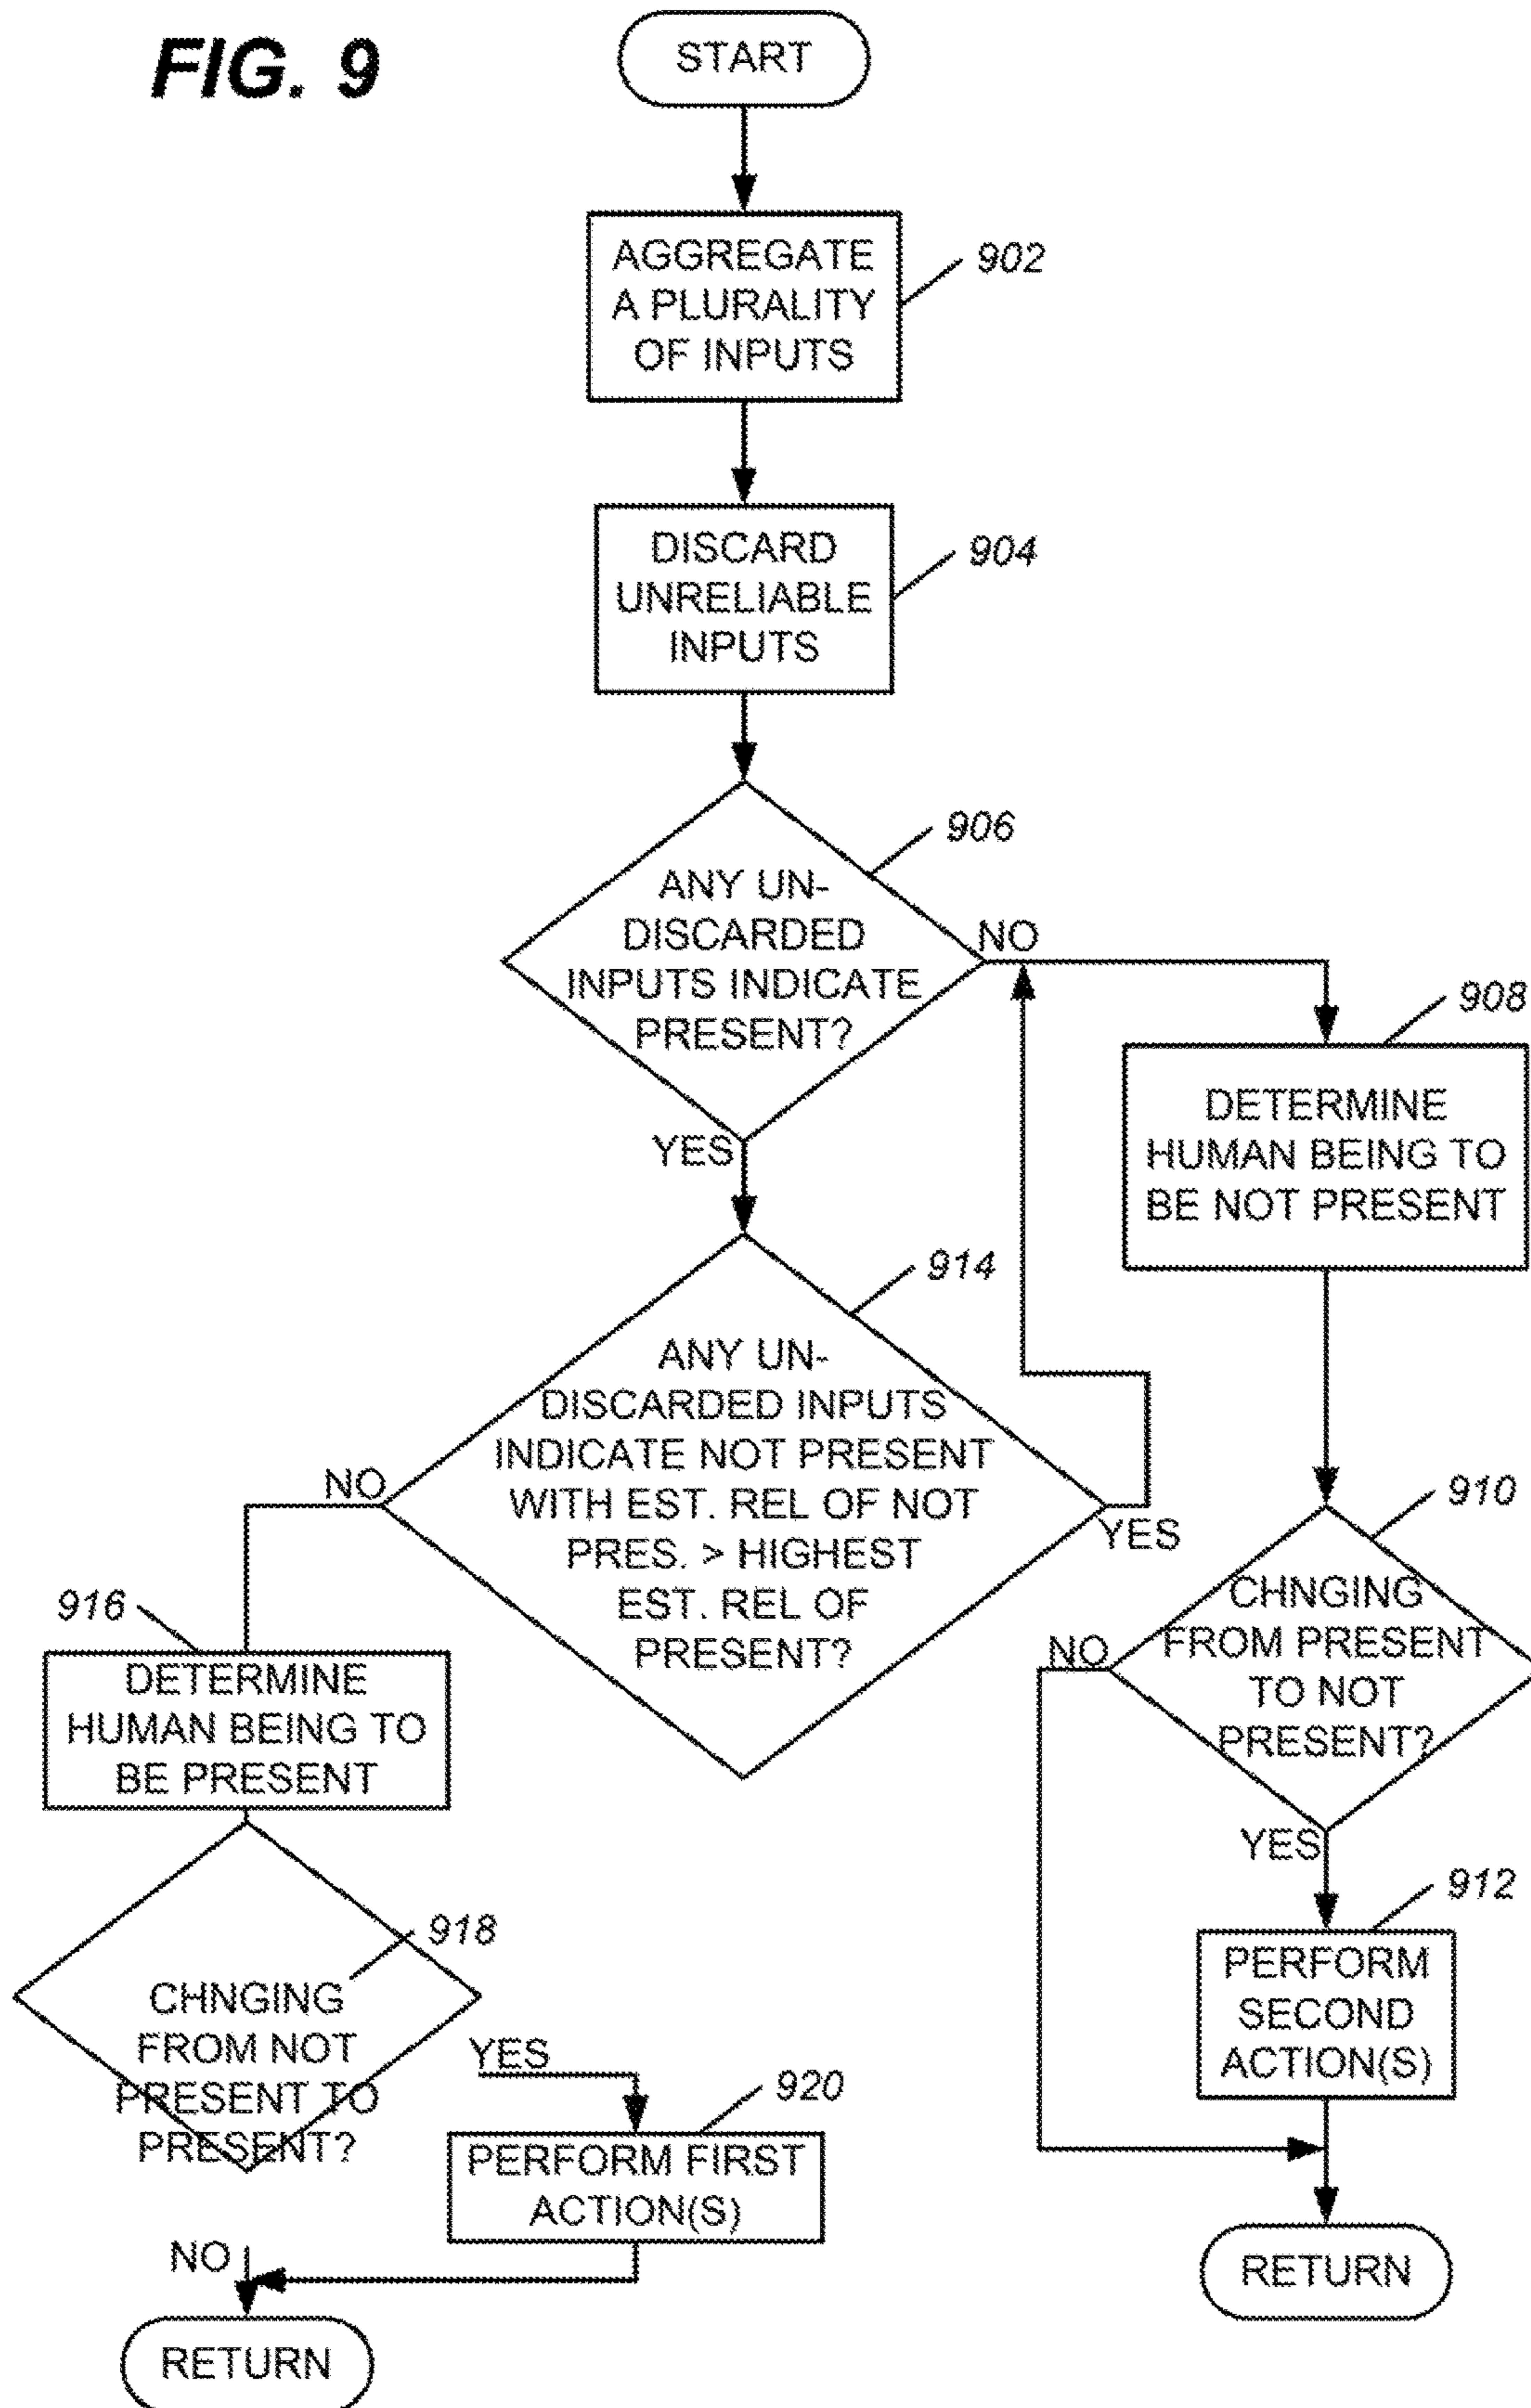 FIG. 9
START
AGGREGATE
A PLURALITY
OF INPUTS
902
DISCARD
UNRELIABLE
INPUTS
904
906
ANY UN-
DISCARDED
INPUTS INDICATE
PRESENT?
NO
YES
908
DETERMINE
HUMAN BEING TO
BE NOT PRESENT
914
ANY UN-
DISCARDED INPUTS
INDICATE NOT PRESENT
WITH EST. REL OF NOT
PRES. > HIGHEST
EST. REL OF
PRESENT?
NO
YES
910
CHNGING
FROM PRESENT
TO NOT
PRESENT?
NO
YES
916
DETERMINE
HUMAN BEING TO
BE PRESENT
912
PERFORM
SECOND
ACTION(S)
918
CHNGING
FROM NOT
PRESENT TO
PRESENT?
YES
920
PERFORM FIRST
ACTION(S)
NO
RETURN
RETURN